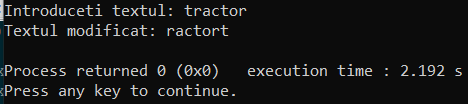 Introduceti textul: tractor
Textul modificat: ractort
Process returned 0 (0x0)   execution time : 2.192 s
Press any key to continue.